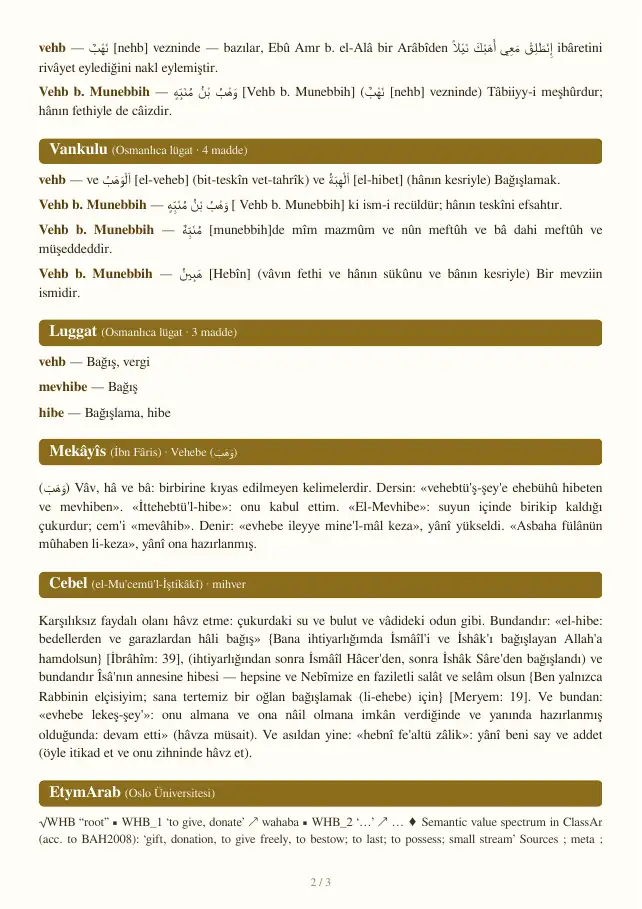 vehb — نَهْبٌ [nehb] vezninde — bazılar, Ebû Amr b. el-Alâ bir Arâbîden إِنْطَلِقْ مَعِي أَهَبْكَ نَيْلاً ibâretini
rivâyet eylediğini nakl eylemiştir.
Vehb b. Munebbih — وَهْبُ بْنُ مُنَبِّهٍ [Vehb b. Munebbih] (نَهْبٌ [nehb] vezninde) Tâbiiyy-i meşhûrdur;
hânın fethiyle de câizdir.
Vankulu (Osmanlıca lügat · 4 madde)
vehb — ve اَلْوَهَبُ [el-veheb] (bit-teskîn vet-tahrîk) ve اَلْهِبَةُ [el-hibet] (hânın kesriyle) Bağışlamak.
Vehb b. Munebbih — وَهْبُ بْنُ مُنَبِّهٍ [ Vehb b. Munebbih] ki ism-i recüldür; hânın teskîni efsahtır.
Vehb b. Munebbih — مُنَبِّهٌ [munebbih]de mîm mazmûm ve nûn meftûh ve bâ dahi meftûh ve
müşeddeddir.
Vehb b. Munebbih — هَبِينٌ [Hebîn] (vâvın fethi ve hânın sükûnu ve bânın kesriyle) Bir mevziin
ismidir.
Luggat (Osmanlıca lügat · 3 madde)
vehb — Bağış, vergi
mevhibe — Bağış
hibe — Bağışlama, hibe
Mekâyîs (İbn Fâris) · Vehebe (وَهَبَ)
(وَهَبَ) Vâv, hâ ve bâ: birbirine kıyas edilmeyen kelimelerdir. Dersin: «vehebtü'ş-şey'e ehebühû hibeten
ve mevhiben». «İttehebtü'l-hibe»: onu kabul ettim. «El-Mevhibe»: suyun içinde birikip kaldığı
çukurdur; cem'i «mevâhib». Denir: «evhebe ileyye mine'l-mâl keza», yânî yükseldi. «Asbaha fülânün
mûhaben li-keza», yânî ona hazırlanmış.
Cebel (el-Mu'cemü'l-İştikâkî) · mihver
Karşılıksız faydalı olanı hâvz etme: çukurdaki su ve bulut ve vâdideki odun gibi. Bundandır: «el-hibe:
bedellerden ve garazlardan hâli bağış» {Bana ihtiyarlığımda İsmâîl'i ve İshâk'ı bağışlayan Allah'a
hamdolsun} [İbrâhîm: 39], (ihtiyarlığından sonra İsmâîl Hâcer'den, sonra İshâk Sâre'den bağışlandı) ve
bundandır Îsâ'nın annesine hibesi — hepsine ve Nebîmize en faziletli salât ve selâm olsun {Ben yalnızca
Rabbinin elçisiyim; sana tertemiz bir oğlan bağışlamak (li-ehebe) için} [Meryem: 19]. Ve bundan:
«evhebe lekeş-şey'»: onu almana ve ona nâil olmana imkân verdiğinde ve yanında hazırlanmış
olduğunda: devam etti» (hâvza müsait). Ve asıldan yine: «hebnî fe'altü zâlik»: yânî beni say ve addet
(öyle itikad et ve onu zihninde hâvz et).
EtymArab (Oslo Üniversitesi)
√WHB “root” ▪ WHB_1 ‘to give, donate’ ↗ wahaba ▪ WHB_2 ‘…’ ↗ … ♦ Semantic value spectrum in ClassAr
(acc. to BAH2008): ‘gift, donation, to give freely, to bestow; to last; to possess; small stream’ Sources ; meta ;
2 / 3